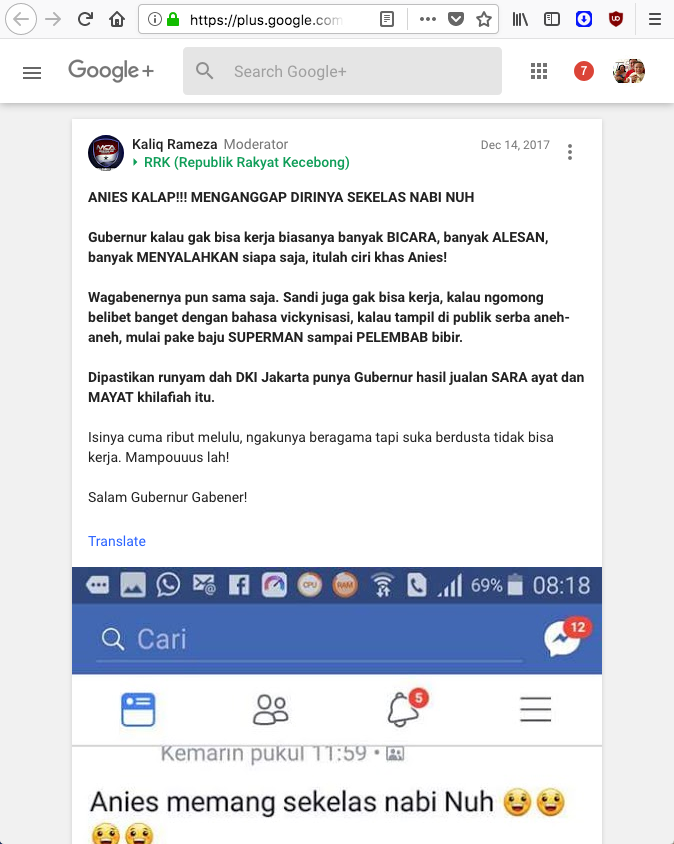 https://plus.google.com
Google+
Search Google+
7
Kaliq Rameza Moderator
Dec 14, 2017
RRK (Republik Rakyat Kecebong)
ANIES KALAP!!! MENGANGGAP DIRINYA SEKELAS NABI NUH
Gubernur kalau gak bisa kerja biasanya banyak BICARA, banyak ALESAN,
banyak MENYALAHKAN siapa saja, itulah ciri khas Anies!
Wagabenernya pun sama saja. Sandi juga gak bisa kerja, kalau ngomong
belibet banget dengan bahasa vickynisasi, kalau tampil di publik serba aneh-
aneh, mulai pake baju SUPERMAN sampai PELEMBAB bibir.
Dipastikan runyam dah DKI Jakarta punya Gubernur hasil jualan SARA ayat dan
MAYAT khilafiah itu.
Isinya cuma ribut melulu, ngakunya beragama tapi suka berdusta tidak bisa
kerja. Mampouuus lah!
Salam Gubernur Gabener!
Translate
CPU
RAM
69%
08:18
Cari
12
5
Kemarin pukul 11:59 •
Anies memang sekelas nabi Nuh 😀😀
😀😀